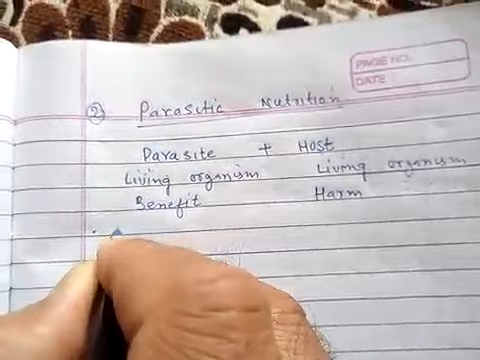 PAGE NO.
DATE
② Parasitic Nutrition
Parasite + Host
Living organism Living organism
Benefit Harm